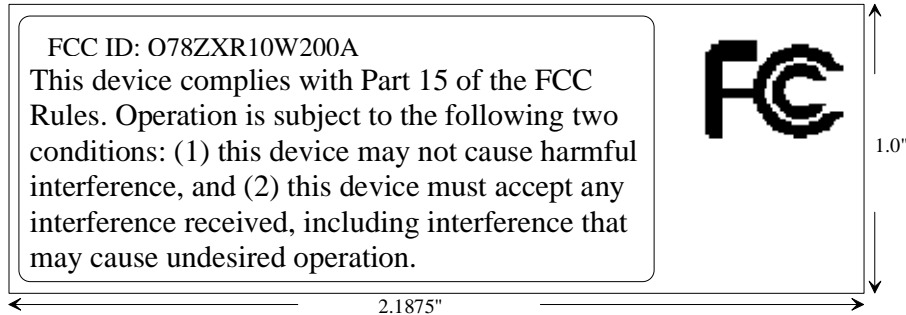 FCC ID: O78ZXR10W200A
This device complies with Part 15 of the FCC
Rules. Operation is subject to the following two
conditions: (1) this device may not cause harmful
interference, and (2) this device must accept any
interference received, including interference that
may cause undesired operation.
FCC
1.0"
2.1875"